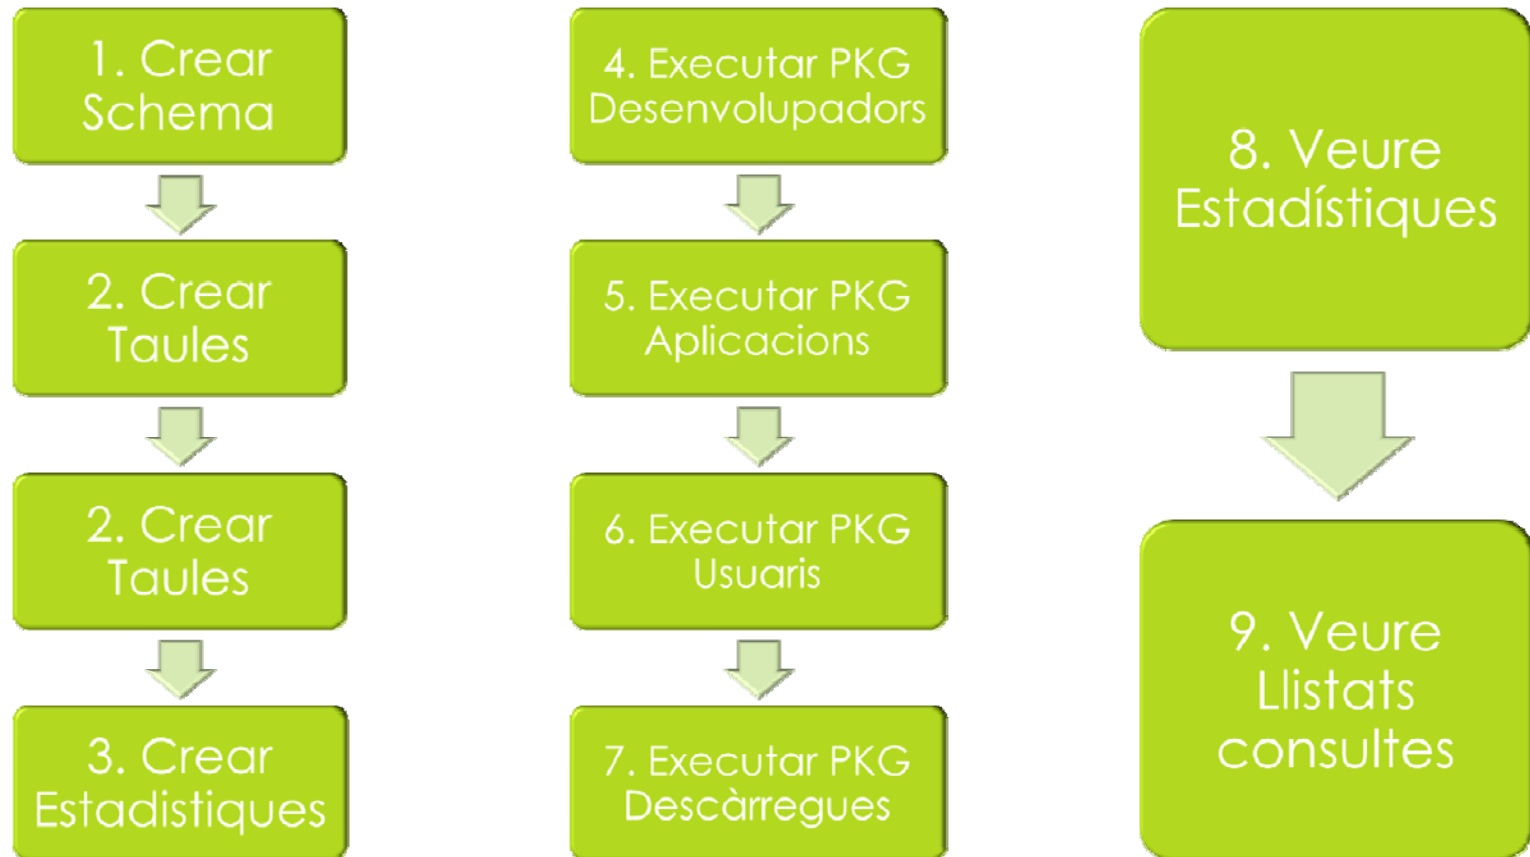 1. Crear
Schema
2. Crear
Taules
2. Crear
Taules
3. Crear
Estadistiques
4. Executar PKG
Desenvolupadors
5. Executar PKG
Aplicacions
6. Executar PKG
Usuaris
7. Executar PKG
Descàrregues
8. Veure
Estadístiques
9. Veure
Llistats
consultes